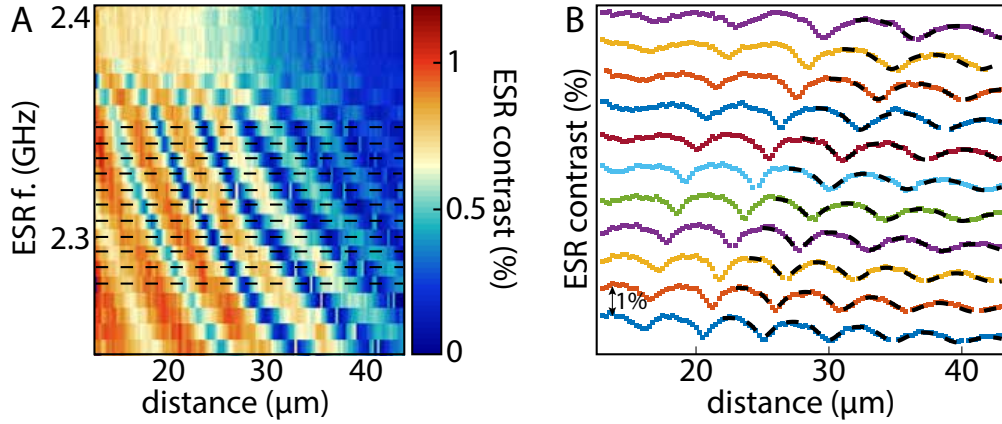 A
ESR f. (GHz)
2.4
2.3
20
30
40
distance (μm)
1
0.5
0
ESR contrast (%)
B
ESR contrast (%)
1%
20
30
40
distance (μm)